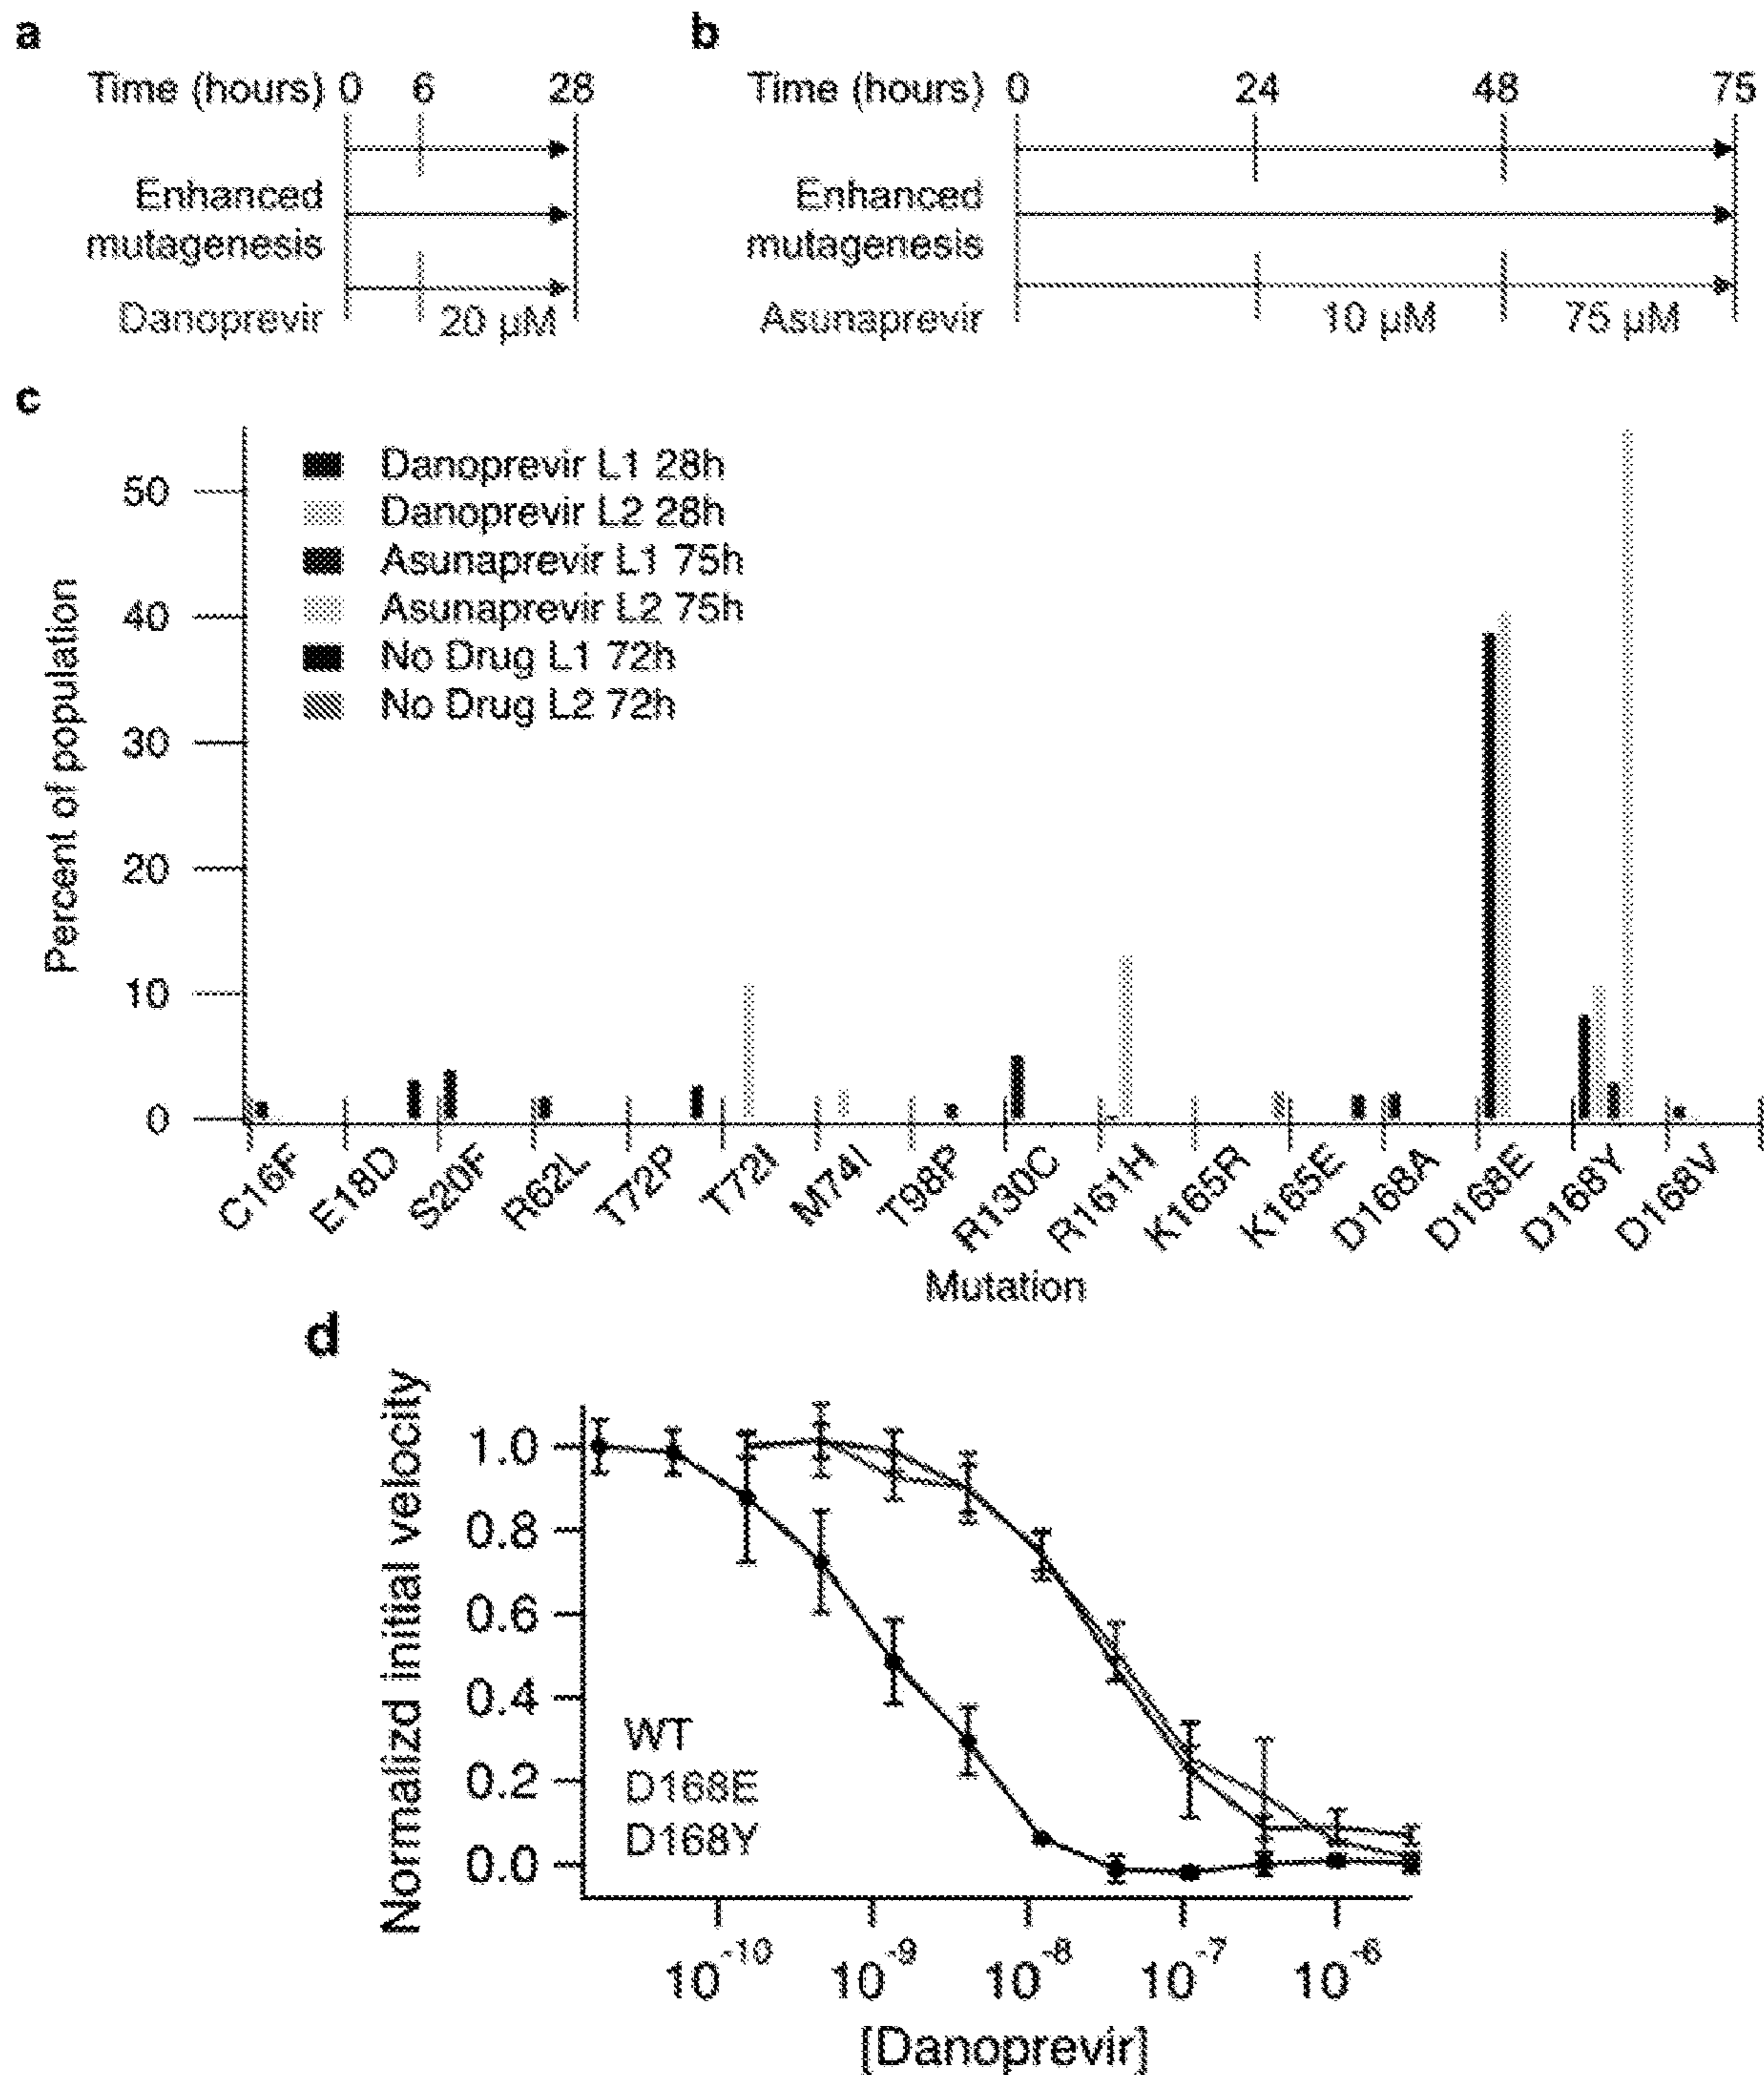 a
Time (hours) 0 6 28
Enhanced
mutagenesis
Danoprevir 20 µM
b
Time (hours) 0 24 48 75
Enhanced
mutagenesis
Asunaprevir 10 µM 75 µM
c
Percent of population
50
40
30
20
10
0
Danoprevir L1 28h
Danoprevir L2 28h
Asunaprevir L1 75h
Asunaprevir L2 75h
No Drug L1 72h
No Drug L2 72h
C16F E18D S20F R62L T72P T72I M74I T98P R130C R161H K165R K165E D168A D168E D168Y D168V
Mutation
d
Normalizd initial velocity
1.0
0.8
0.6
0.4
0.2
0.0
WT
D168E
D168Y
10⁻¹⁰ 10⁻⁹ 10⁻⁸ 10⁻⁷ 10⁻⁶
[Danoprevir]